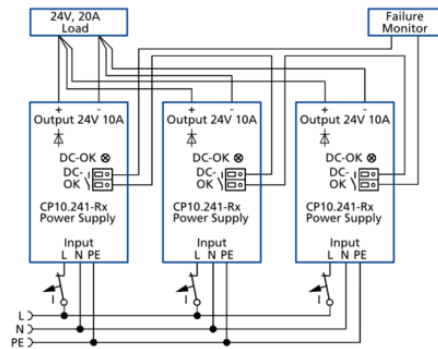 24V, 20A
Load
Failure
Monitor
+ -
Output 24V 10A
DC-OK
DC-
OK
CP10.241-Rx
Power Supply
Input
L N PE
I
+ -
Output 24V 10A
DC-OK
DC-
OK
CP10.241-Rx
Power Supply
Input
L N PE
I
+ -
Output 24V 10A
DC-OK
DC-
OK
CP10.241-Rx
Power Supply
Input
L N PE
I
L
N
PE